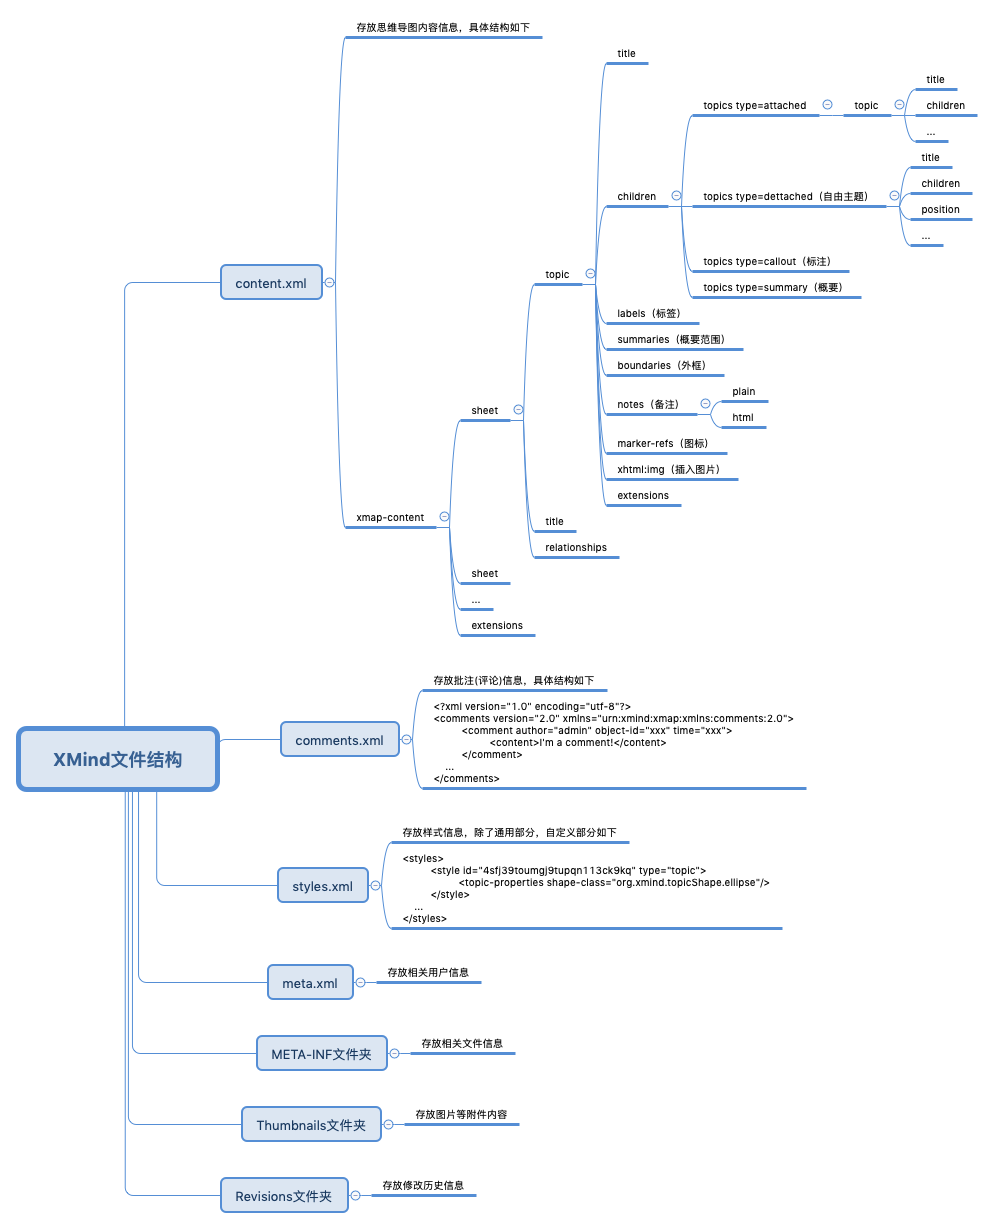 XMind文件结构
content.xml
存放思维导图内容信息，具体结构如下
xmap-content
sheet
topic
title
children
topics type=attached
topic
title
children
...
topics type=dettached（自由主题）
title
children
position
...
topics type=callout（标注）
topics type=summary（概要）
labels（标签）
summaries（概要范围）
boundaries（外框）
notes（备注）
plain
html
marker-refs（图标）
xhtml:img（插入图片）
extensions
title
relationships
sheet
...
extensions
comments.xml
存放批注(评论)信息，具体结构如下
<?xml version="1.0" encoding="utf-8"?>
<comments version="2.0" xmlns="urn:xmind:xmap:xmlns:comments:2.0">
<comment author="admin" object-id="xxx" time="xxx">
<content>I'm a comment!</content>
</comment>
...
</comments>
styles.xml
存放样式信息，除了通用部分，自定义部分如下
<styles>
<style id="4sfj39toumgj9tupqn113ck9kq" type="topic">
<topic-properties shape-class="org.xmind.topicShape.ellipse"/>
</style>
...
</styles>
meta.xml
存放相关用户信息
META-INF文件夹
存放相关文件信息
Thumbnails文件夹
存放图片等附件内容
Revisions文件夹
存放修改历史信息